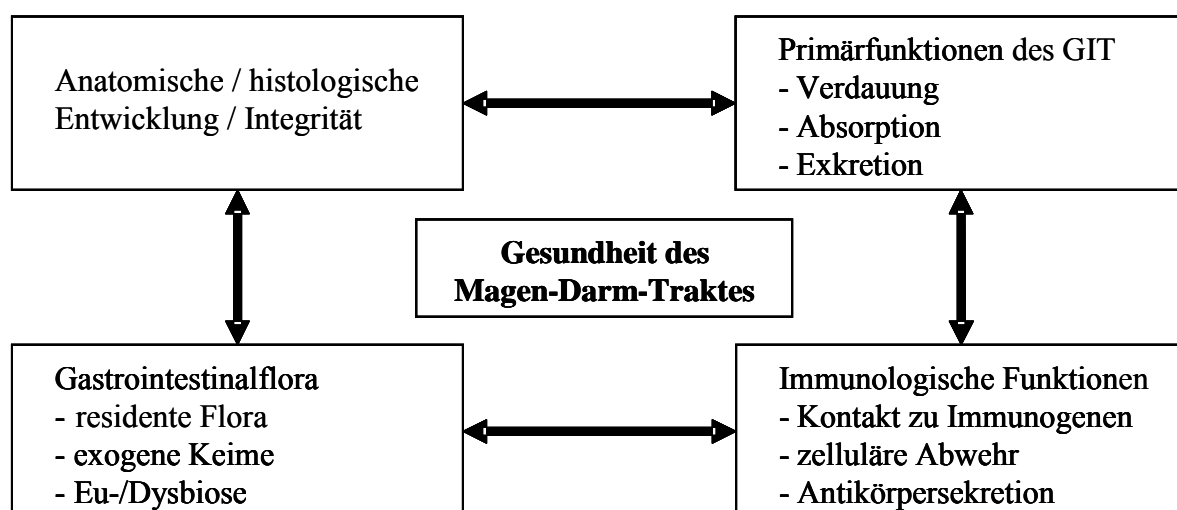 Anatomische / histologische
Entwicklung / Integrität
Primärfunktionen des GIT
- Verdauung
- Absorption
- Exkretion
Gesundheit des
Magen-Darm-Traktes
Gastrointestinalflora
- residente Flora
- exogene Keime
- Eu-/Dysbiose
Immunologische Funktionen
- Kontakt zu Immunogenen
- zelluläre Abwehr
- Antikörpersekretion